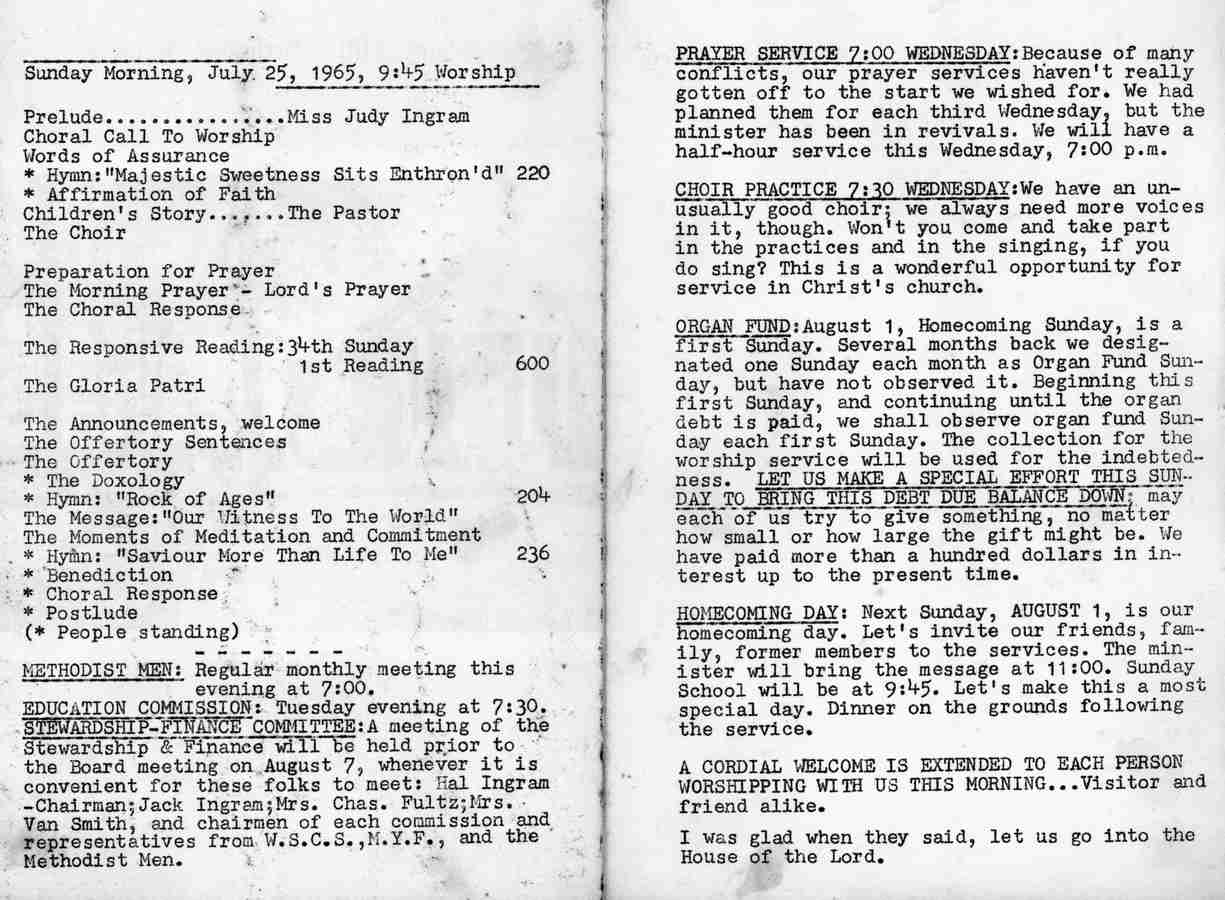 Sunday Morning, July 25, 1965, 9:45 Worship
Prelude................Miss Judy Ingram
Choral Call To Worship
Words of Assurance
* Hymn:"Majestic Sweetness Sits Enthron'd" 220
* Affirmation of Faith
Children's Story.......The Pastor
The Choir
Preparation for Prayer
The Morning Prayer - Lord's Prayer
The Choral Response
The Responsive Reading:34th Sunday
1st Reading 600
The Gloria Patri
The Announcements, welcome
The Offertory Sentences
The Offertory
* The Doxology
* Hymn: "Rock of Ages" 204
The Message:"Our Witness To The World"
The Moments of Meditation and Commitment
* Hymn: "Saviour More Than Life To Me" 236
* Benediction
* Choral Response
* Postlude
(* People standing)
- - - - - - -
METHODIST MEN: Regular monthly meeting this
evening at 7:00.
EDUCATION COMMISSION: Tuesday evening at 7:30.
STEWARDSHIP-FINANCE COMMITTEE:A meeting of the
Stewardship & Finance will be held prior to
the Board meeting on August 7, whenever it is
convenient for these folks to meet: Hal Ingram
-Chairman;Jack Ingram;Mrs. Chas. Fultz;Mrs.
Van Smith, and chairmen of each commission and
representatives from W.S.C.S.,M.Y.F., and the
Methodist Men.
PRAYER SERVICE 7:00 WEDNESDAY:Because of many
conflicts, our prayer services haven't really
gotten off to the start we wished for. We had
planned them for each third Wednesday, but the
minister has been in revivals. We will have a
half-hour service this Wednesday, 7:00 p.m.
CHOIR PRACTICE 7:30 WEDNESDAY:We have an un-
usually good choir; we always need more voices
in it, though. Won't you come and take part
in the practices and in the singing, if you
do sing? This is a wonderful opportunity for
service in Christ's church.
ORGAN FUND:August 1, Homecoming Sunday, is a
first Sunday. Several months back we desig-
nated one Sunday each month as Organ Fund Sun-
day, but have not observed it. Beginning this
first Sunday, and continuing until the organ
debt is paid, we shall observe organ fund Sun-
day each first Sunday. The collection for the
worship service will be used for the indebted-
ness. LET US MAKE A SPECIAL EFFORT THIS SUN-
DAY TO BRING THIS DEBT DUE BALANCE DOWN; may
each of us try to give something, no matter
how small or how large the gift might be. We
have paid more than a hundred dollars in in-
terest up to the present time.
HOMECOMING DAY: Next Sunday, AUGUST 1, is our
homecoming day. Let's invite our friends, fam-
ily, former members to the services. The min-
ister will bring the message at 11:00. Sunday
School will be at 9:45. Let's make this a most
special day. Dinner on the grounds following
the service.
A CORDIAL WELCOME IS EXTENDED TO EACH PERSON
WORSHIPPING WITH US THIS MORNING...Visitor and
friend alike.
I was glad when they said, let us go into the
House of the Lord.